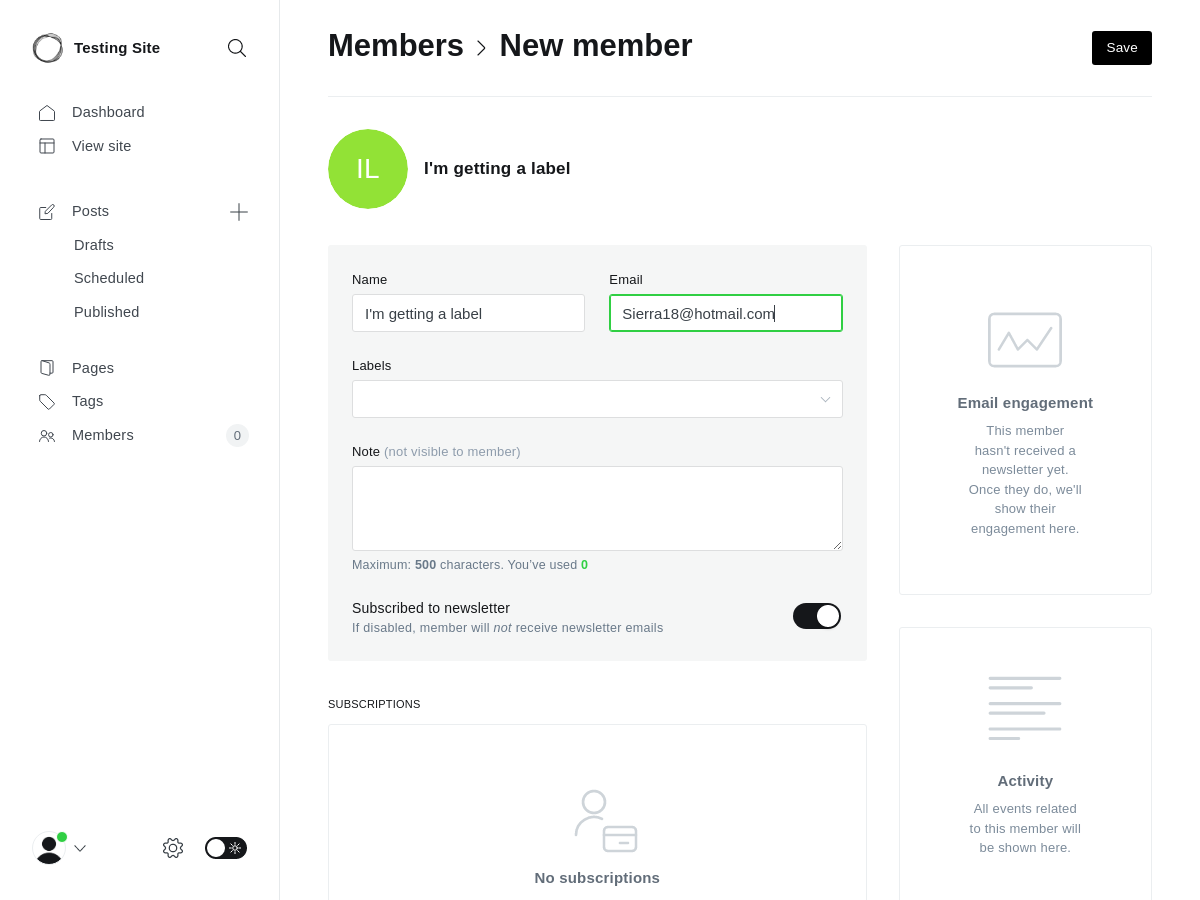 Testing Site
Dashboard
View site
Posts
Drafts
Scheduled
Published
Pages
Tags
Members
0
Members
New member
Save
IL
I'm getting a label
Name
Email
I'm getting a label
Sierra18@hotmail.com
Labels
Note (not visible to member)
Maximum: 500 characters. You've used 0
Subscribed to newsletter
If disabled, member will not receive newsletter emails
SUBSCRIPTIONS
No subscriptions
Email engagement
This member
hasn't received a
newsletter yet.
Once they do, we'll
show their
engagement here.
Activity
All events related
to this member will
be shown here.